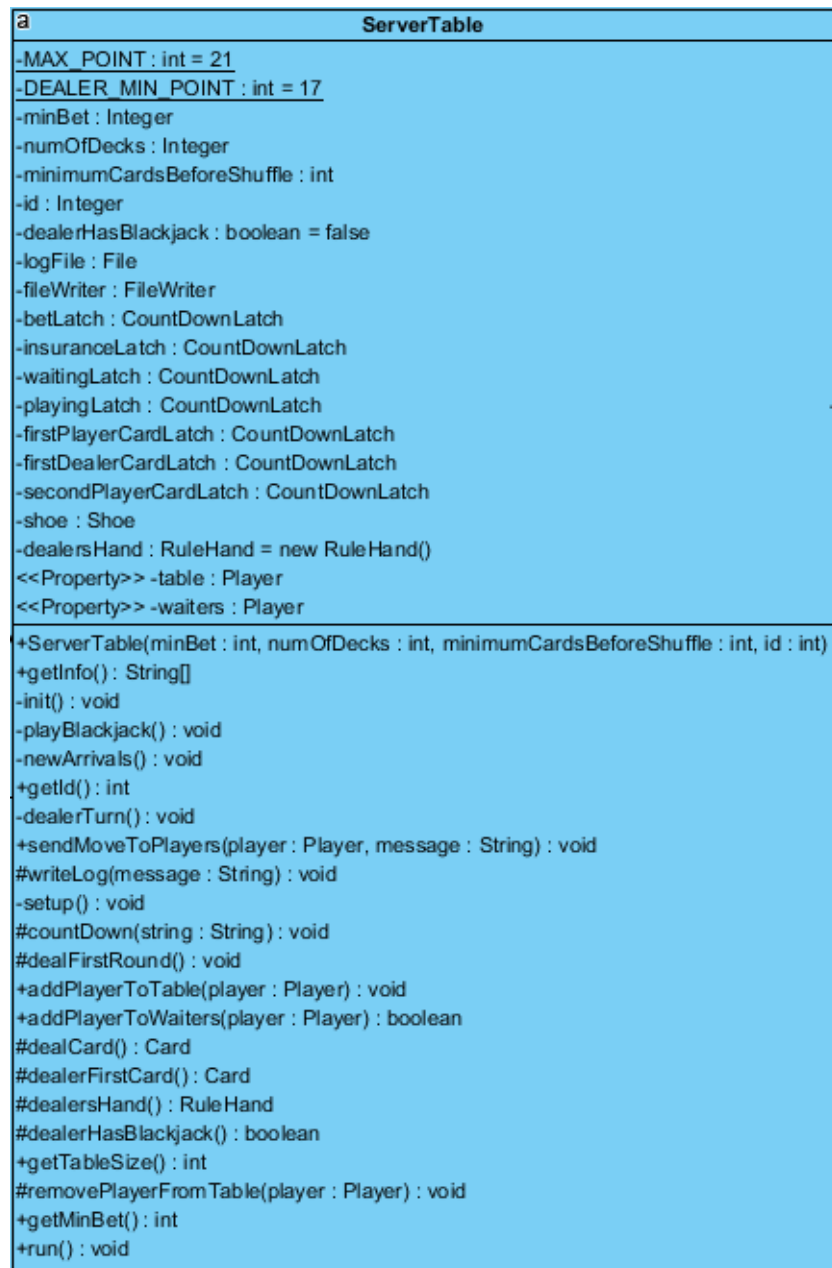 a
ServerTable
-MAX_POINT : int = 21
-DEALER_MIN_POINT : int = 17
-minBet : Integer
-numOfDecks : Integer
-minimumCardsBeforeShuffle : int
-id : Integer
-dealerHasBlackjack : boolean = false
-logFile : File
-fileWriter : FileWriter
-betLatch : CountDownLatch
-insuranceLatch : CountDownLatch
-waitingLatch : CountDownLatch
-playingLatch : CountDownLatch
-firstPlayerCardLatch : CountDownLatch
-firstDealerCardLatch : CountDownLatch
-secondPlayerCardLatch : CountDownLatch
-shoe : Shoe
-dealersHand : RuleHand = new RuleHand()
<<Property>> -table : Player
<<Property>> -waiters : Player
+ServerTable(minBet : int, numOfDecks : int, minimumCardsBeforeShuffle : int, id : int)
+getInfo() : String[]
-init() : void
-playBlackjack() : void
-newArrivals() : void
+getId() : int
-dealerTurn() : void
+sendMoveToPlayers(player : Player, message : String) : void
#writeLog(message : String) : void
-setup() : void
#countDown(string : String) : void
#dealFirstRound() : void
+addPlayerToTable(player : Player) : void
+addPlayerToWaiters(player : Player) : boolean
#dealCard() : Card
#dealerFirstCard() : Card
#dealersHand() : RuleHand
#dealerHasBlackjack() : boolean
+getTableSize() : int
#removePlayerFromTable(player : Player) : void
+getMinBet() : int
+run() : void